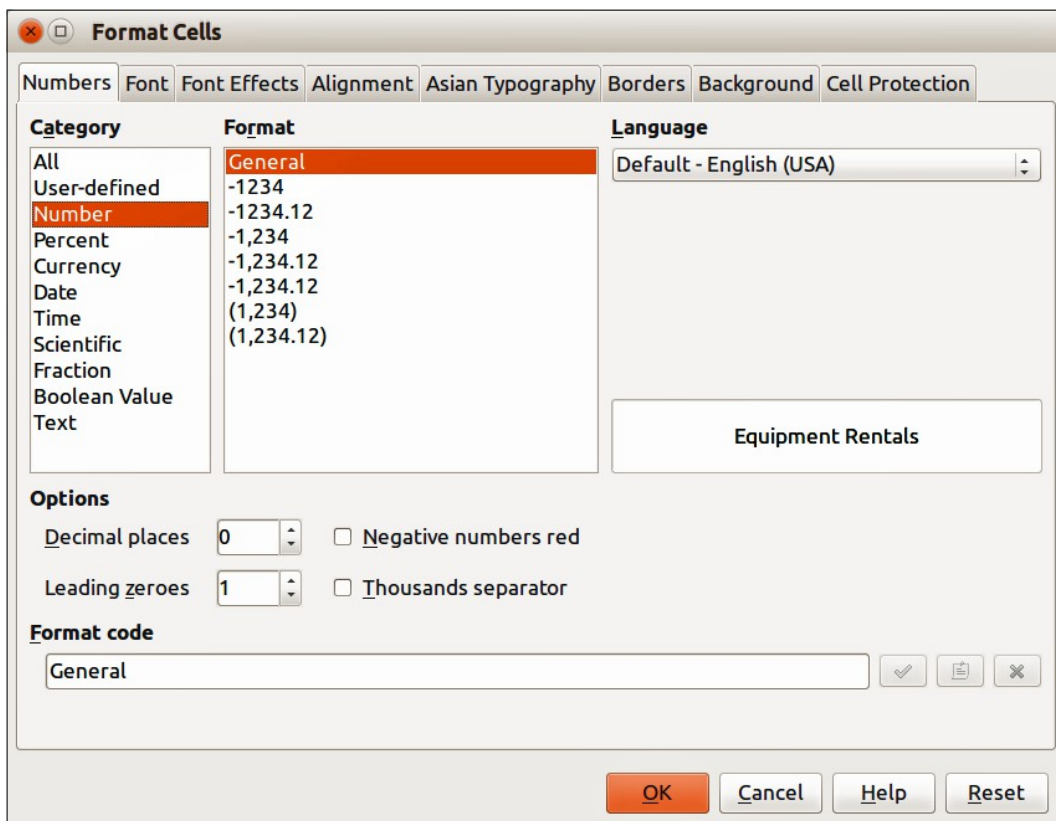 Format Cells
Numbers Font Font Effects Alignment Asian Typography Borders Background Cell Protection
Category
All
User-defined
Number
Percent
Currency
Date
Time
Scientific
Fraction
Boolean Value
Text
Format
General
-1234
-1234.12
-1,234
-1,234.12
-1,234.12
(1,234)
(1,234.12)
Language
Default - English (USA)
Equipment Rentals
Options
Decimal places 0 Negative numbers red
Leading zeroes 1 Thousands separator
Format code
General
OK Cancel Help Reset